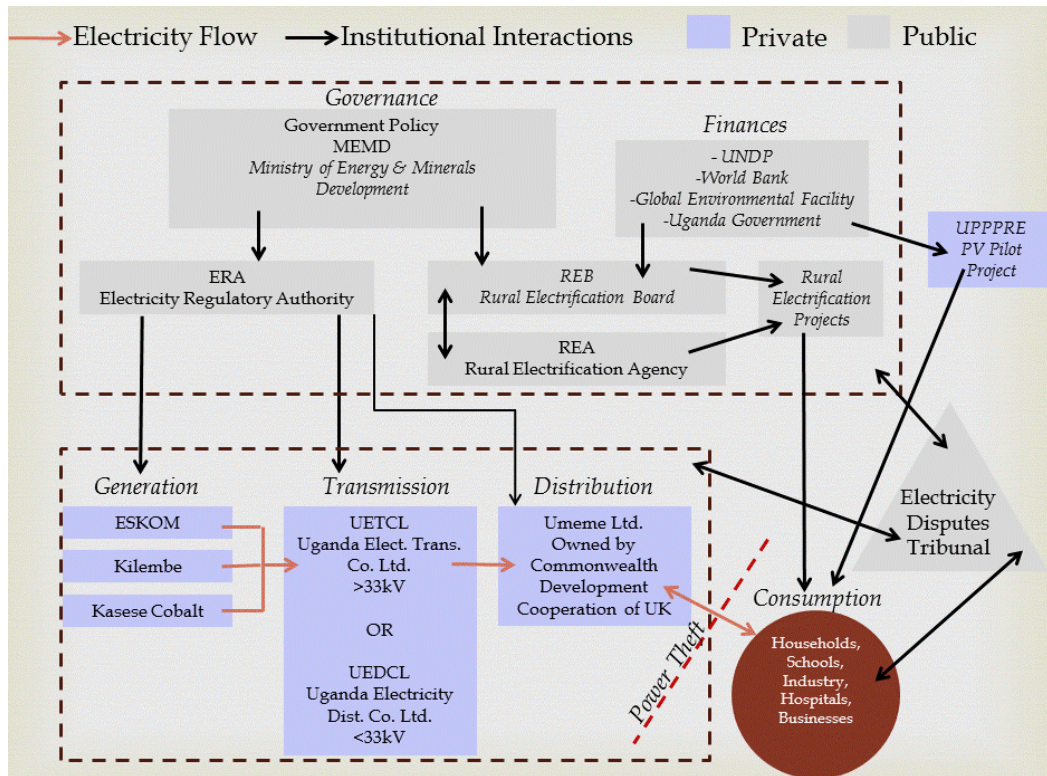 Electricity Flow
Institutional Interactions
Private
Public
Governance
Government Policy
MEMD
Ministry of Energy & Minerals
Development
Finances
- UNDP
-World Bank
-Global Environmental Facility
-Uganda Government
UPPPRE
PV Pilot
Project
ERA
Electricity Regulatory Authority
REB
Rural Electrification Board
Rural
Electrification
Projects
REA
Rural Electrification Agency
Generation
ESKOM
Kilembe
Kasese Cobalt
Transmission
UETCL
Uganda Elect. Trans.
Co. Ltd.
>33kV
OR
UEDCL
Uganda Electricity
Dist. Co. Ltd.
<33kV
Distribution
Umeme Ltd.
Owned by
Commonwealth
Development
Cooperation of UK
Power Theft
Electricity
Disputes
Tribunal
Consumption
Households,
Schools,
Industry,
Hospitals,
Businesses